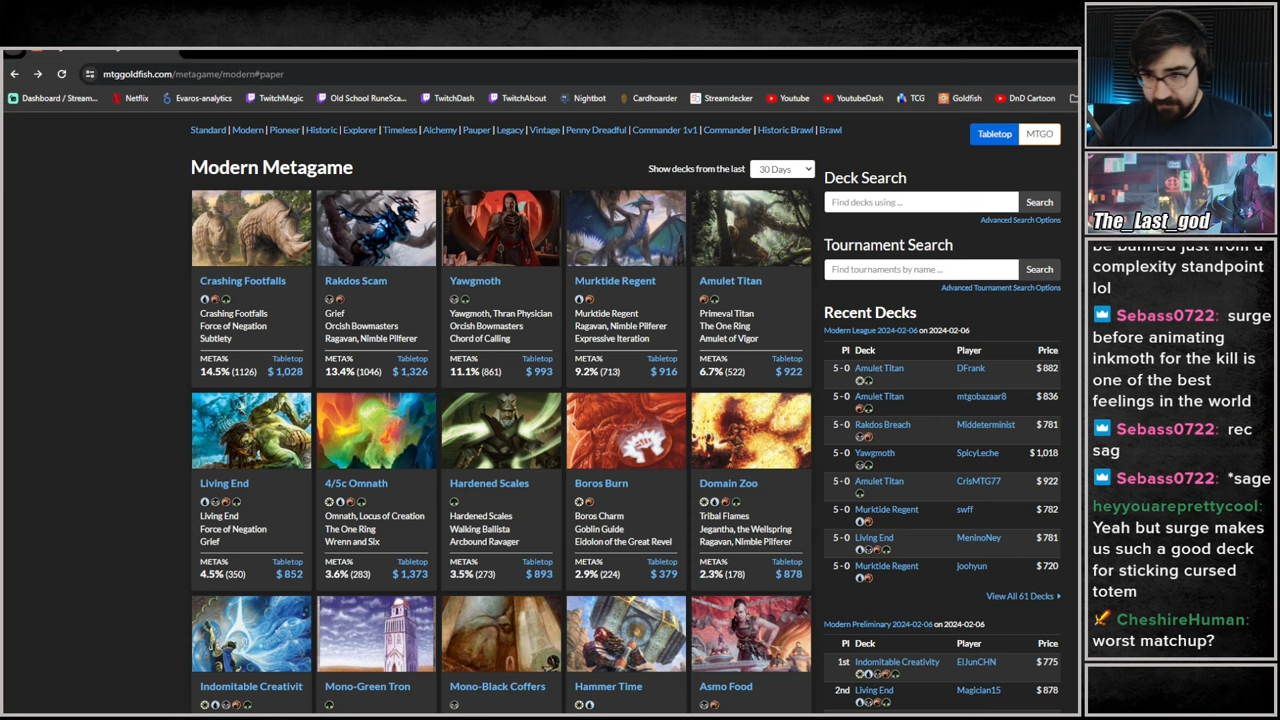 mtggoldfish.com/metagame/modern#paper
Dashboard / Stream... Netflix Evaros-analytics TwitchMagic Old School RuneSca... TwitchDash TwitchAbout Nightbot Cardhoarder Streamdecker Youtube YoutubeDash TCG Goldfish DnD Cartoon
Standard | Modern | Pioneer | Historic | Explorer | Timeless | Alchemy | Pauper | Legacy | Vintage | Penny Dreadful | Commander 1v1 | Commander | Historic Brawl | Brawl
Tabletop MTGO
Modern Metagame
Show decks from the last 30 Days
Crashing Footfalls
Crashing Footfalls
Force of Negation
Subtlety
META% Tabletop
14.5% (1126) $ 1,028
Rakdos Scam
Grief
Orcish Bowmasters
Ragavan, Nimble Pilferer
META% Tabletop
13.4% (1046) $ 1,326
Yawgmoth
Yawgmoth, Thran Physician
Orcish Bowmasters
Chord of Calling
META% Tabletop
11.1% (861) $ 993
Murktide Regent
Murktide Regent
Ragavan, Nimble Pilferer
Expressive Iteration
META% Tabletop
9.2% (713) $ 916
Amulet Titan
Primeval Titan
The One Ring
Amulet of Vigor
META% Tabletop
6.7% (522) $ 922
Living End
Living End
Force of Negation
Grief
META% Tabletop
4.5% (350) $ 852
4/5c Omnath
Omnath, Locus of Creation
The One Ring
Wrenn and Six
META% Tabletop
3.6% (283) $ 1,373
Hardened Scales
Hardened Scales
Walking Ballista
Arcbound Ravager
META% Tabletop
3.5% (273) $ 893
Boros Burn
Boros Charm
Goblin Guide
Eidolon of the Great Revel
META% Tabletop
2.9% (224) $ 379
Domain Zoo
Tribal Flames
Jegantha, the Wellspring
Ragavan, Nimble Pilferer
META% Tabletop
2.3% (178) $ 878
Indomitable Creativit
Mono-Green Tron
Mono-Black Coffers
Hammer Time
Asmo Food
Deck Search
Find decks using ... Search
Advanced Search Options
Tournament Search
Find tournaments by name ... Search
Advanced Tournament Search Options
Recent Decks
Modern League 2024-02-06 on 2024-02-06
Pl Deck Player Price
5 - 0 Amulet Titan DFrank $ 882
5 - 0 Amulet Titan mtgobazaar8 $ 836
5 - 0 Rakdos Breach Middeterminist $ 781
5 - 0 Yawgmoth SpicyLeche $ 1,018
5 - 0 Amulet Titan CrisMTG77 $ 922
5 - 0 Murktide Regent swff $ 782
5 - 0 Living End MeninoNey $ 781
5 - 0 Murktide Regent joohyun $ 720
View All 61 Decks
Modern Preliminary 2024-02-06 on 2024-02-06
Pl Deck Player Price
1st Indomitable Creativity ElJunCHN $ 775
2nd Living End Magician15 $ 878
The_Last_god
be banned just from a
complexity standpoint
lol
Sebass0722: surge
before animating
inkmoth for the kill is
one of the best
feelings in the world
Sebass0722: rec
sag
Sebass0722: *sage
heyyouareprettycool:
Yeah but surge makes
us such a good deck
for sticking cursed
totem
CheshireHuman:
worst matchup?